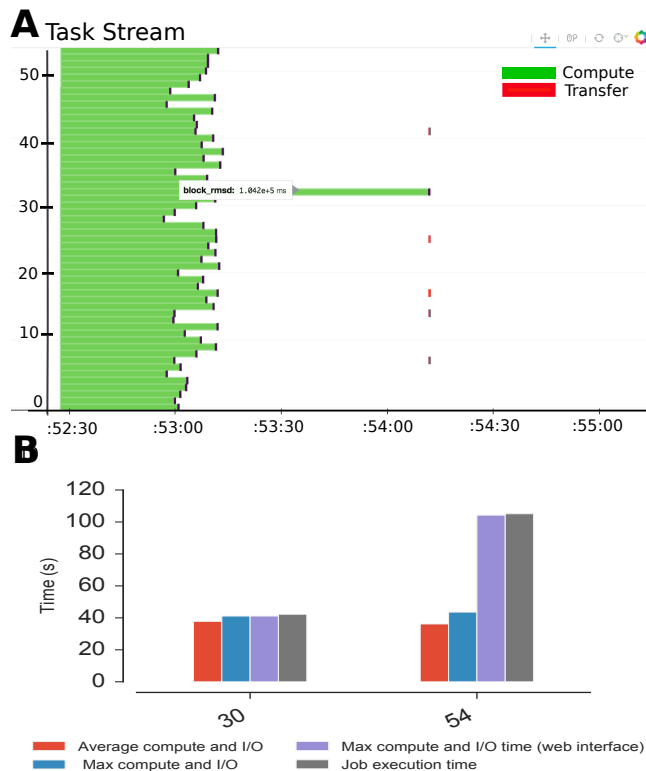 A Task Stream
50
40
30
20
10
0
Compute
Transfer
block_rmsd: 1.042e+5 ms
:52:30 :53:00 :53:30 :54:00 :54:30 :55:00
B
120
100
80
60
40
20
0
Time (s)
30 54
Average compute and I/O
Max compute and I/O
Max compute and I/O time (web interface)
Job execution time